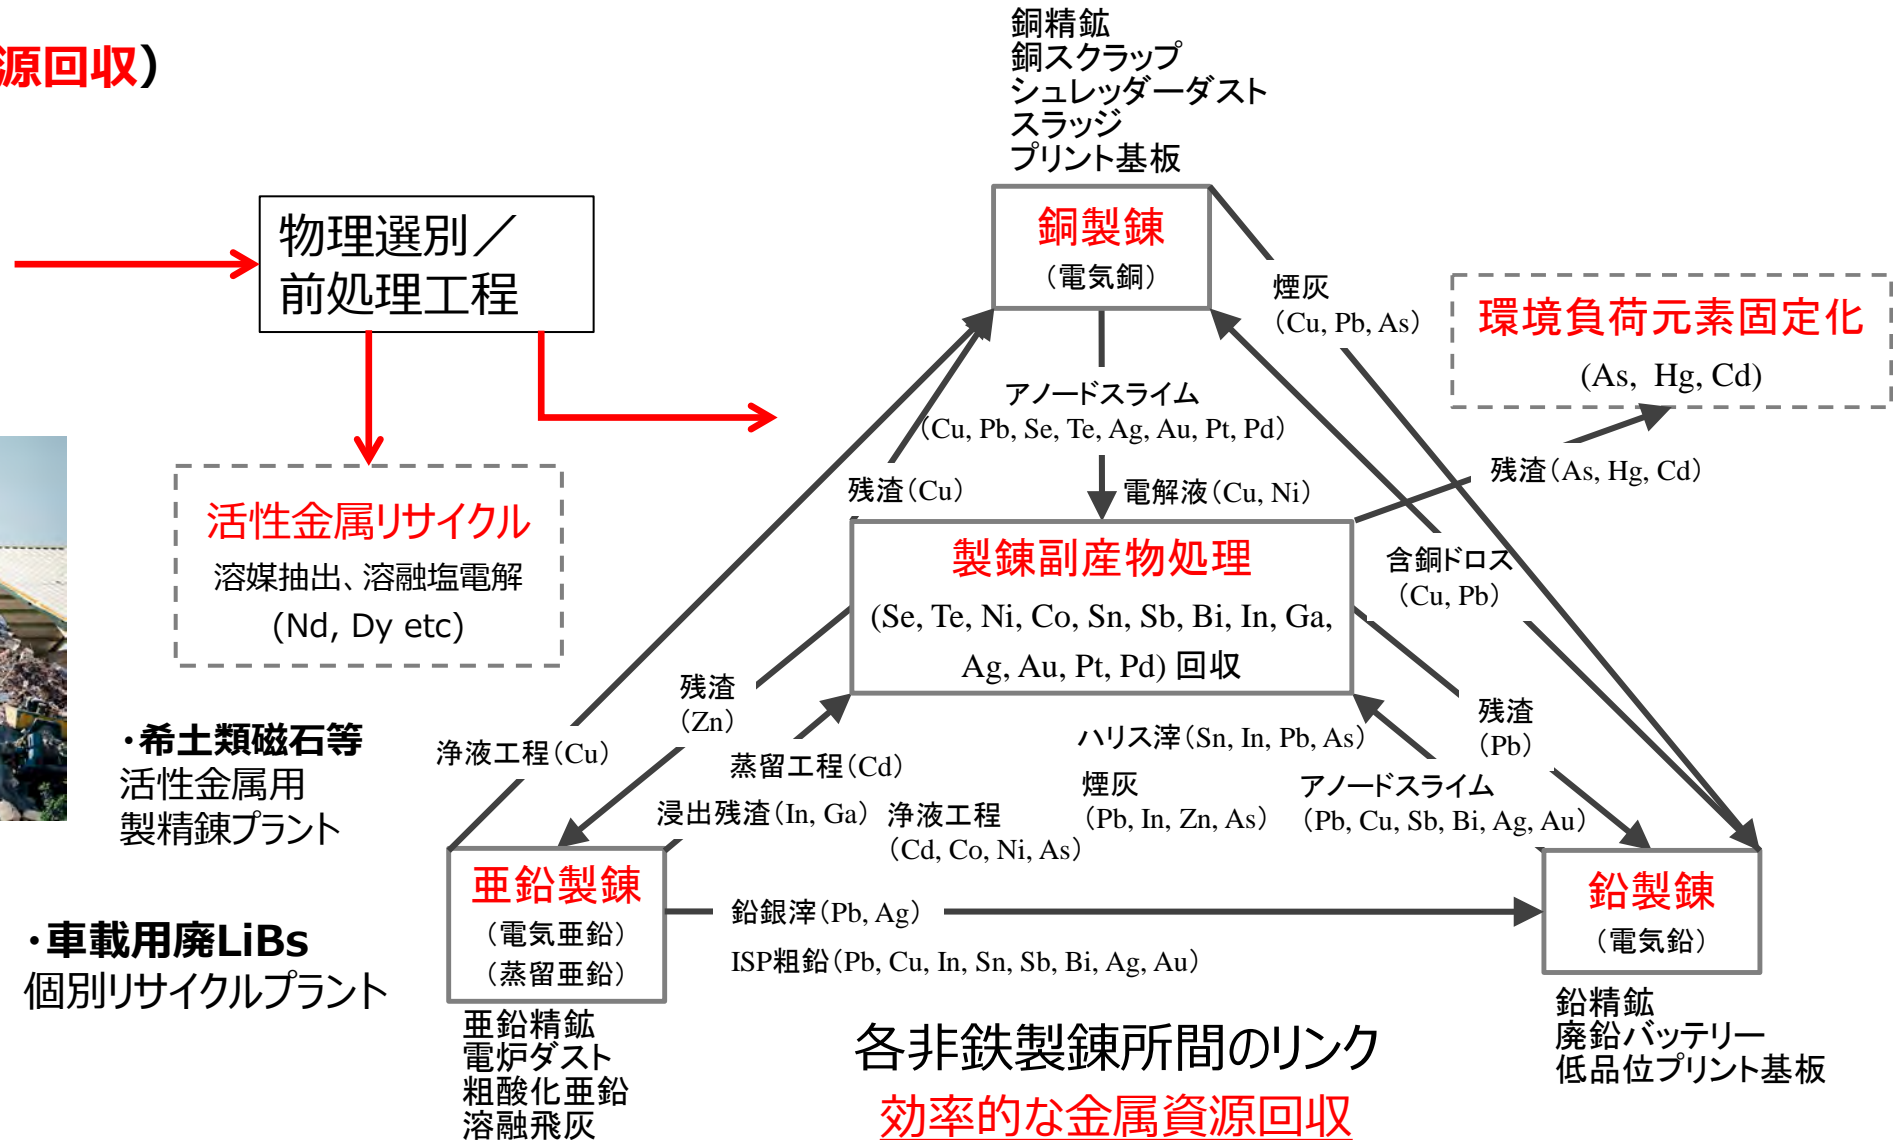 源回収）
銅精鉱
銅スクラップ
シュレッダーダスト
スラッジ
プリント基板
物理選別／
前処理工程
銅製錬
（電気銅）
煙灰
（Cu, Pb, As）
環境負荷元素固定化
(As, Hg, Cd)
アノードスライム
（Cu, Pb, Se, Te, Ag, Au, Pt, Pd）
残渣（Cu）
電解液（Cu, Ni）
残渣（As, Hg, Cd）
活性金属リサイクル
溶媒抽出、溶融塩電解
(Nd, Dy etc)
製錬副産物処理
(Se, Te, Ni, Co, Sn, Sb, Bi, In, Ga,
Ag, Au, Pt, Pd) 回収
含銅ドロス
（Cu, Pb）
残渣
（Zn）
残渣
（Pb）
・希土類磁石等
活性金属用
製精錬プラント
浄液工程（Cu）
蒸留工程（Cd）
ハリス滓（Sn, In, Pb, As）
浸出残渣（In, Ga）
浄液工程
（Cd, Co, Ni, As）
煙灰
（Pb, In, Zn, As）
アノードスライム
（Pb, Cu, Sb, Bi, Ag, Au）
亜鉛製錬
（電気亜鉛）
（蒸留亜鉛）
鉛銀滓（Pb, Ag）
ISP粗鉛（Pb, Cu, In, Sn, Sb, Bi, Ag, Au）
鉛製錬
（電気鉛）
・車載用廃LiBs
個別リサイクルプラント
亜鉛精鉱
電炉ダスト
粗酸化亜鉛
溶融飛灰
鉛精鉱
廃鉛バッテリー
低品位プリント基板
各非鉄製錬所間のリンク
効率的な金属資源回収